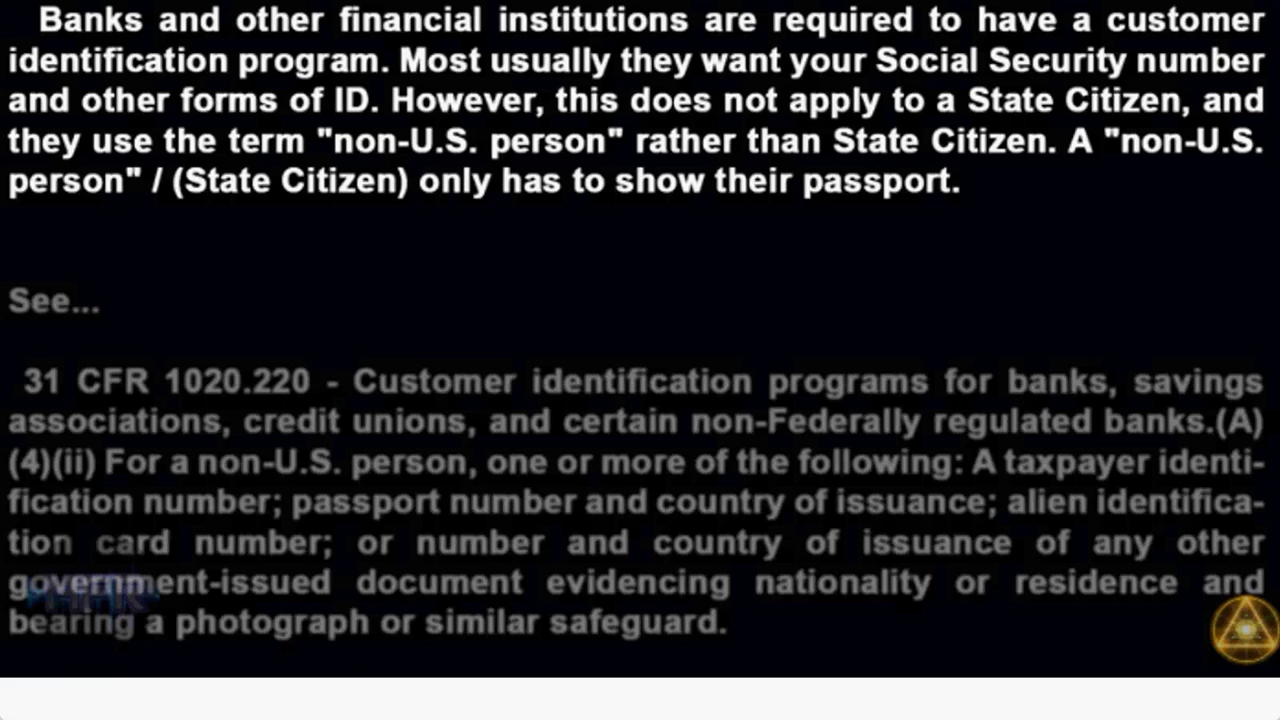 Banks and other financial institutions are required to have a customer
identification program. Most usually they want your Social Security number
and other forms of ID. However, this does not apply to a State Citizen, and
they use the term "non-U.S. person" rather than State Citizen. A "non-U.S.
person" / (State Citizen) only has to show their passport.
See...
31 CFR 1020.220 - Customer identification programs for banks, savings
associations, credit unions, and certain non-Federally regulated banks.(A)
(4)(ii) For a non-U.S. person, one or more of the following: A taxpayer identi-
fication number; passport number and country of issuance; alien identifica-
tion card number; or number and country of issuance of any other
government-issued document evidencing nationality or residence and
bearing a photograph or similar safeguard.